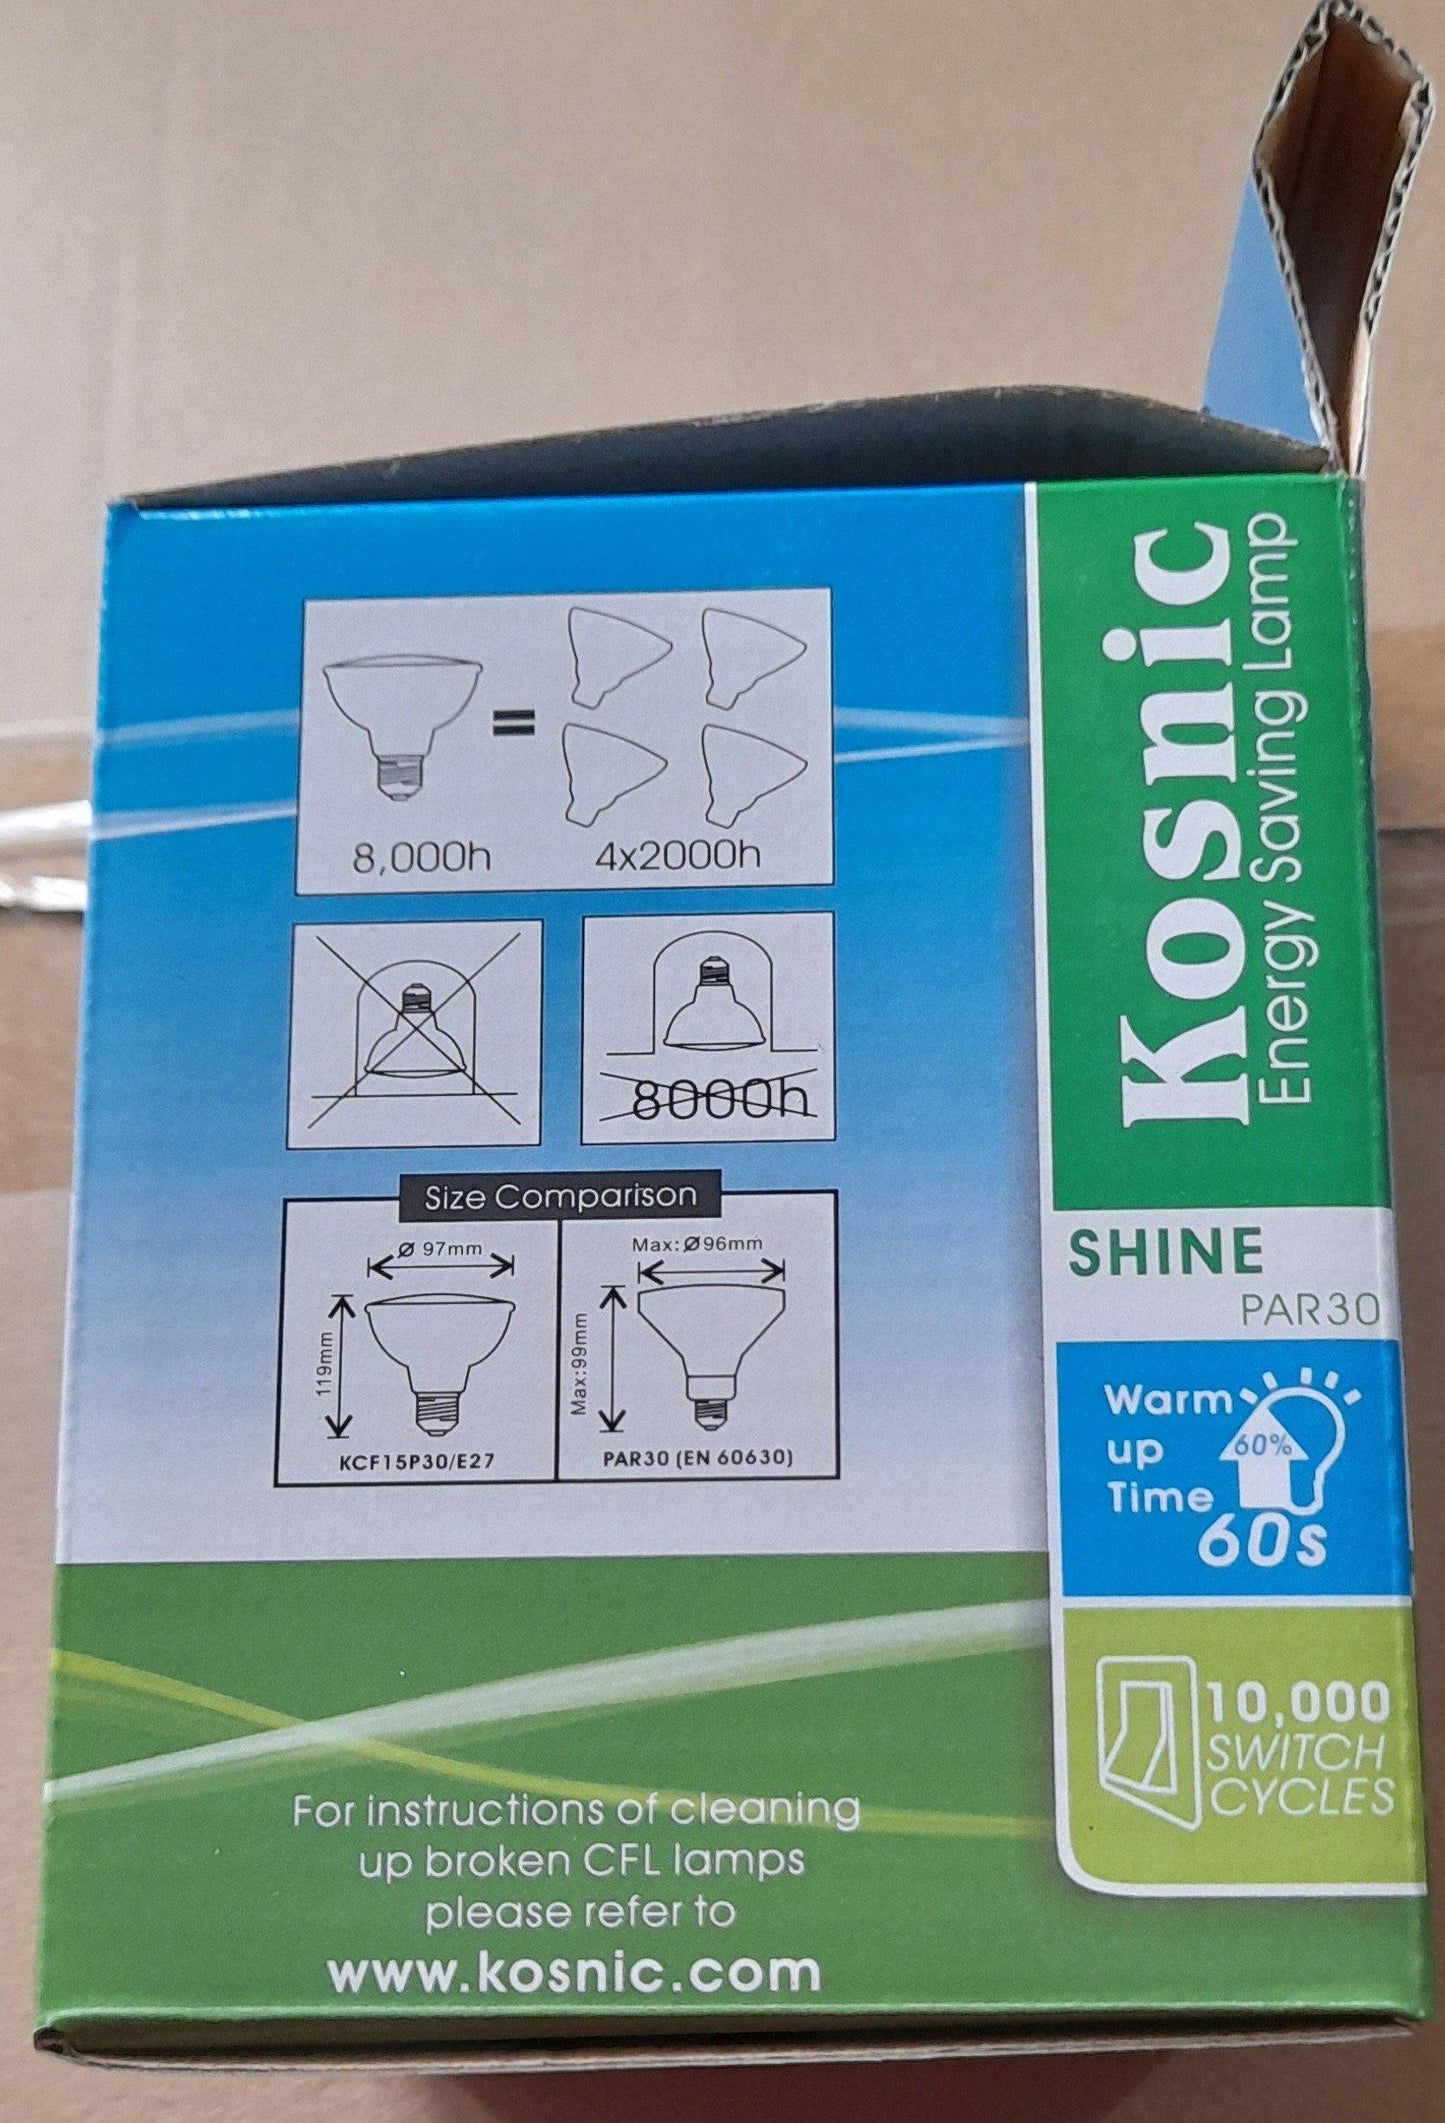 8,000h
=
4x2000h
8000h
Size Comparison
Ø 97mm
119mm
KCF15P30/E27
Max:Ø96mm
Max:99mm
PAR30 (EN 60630)
For instructions of cleaning
up broken CFL lamps
please refer to
www.kosnic.com
Kosnic
Energy Saving Lamp
SHINE
PAR30
Warm
up
Time
60%
60s
10,000
SWITCH
CYCLES